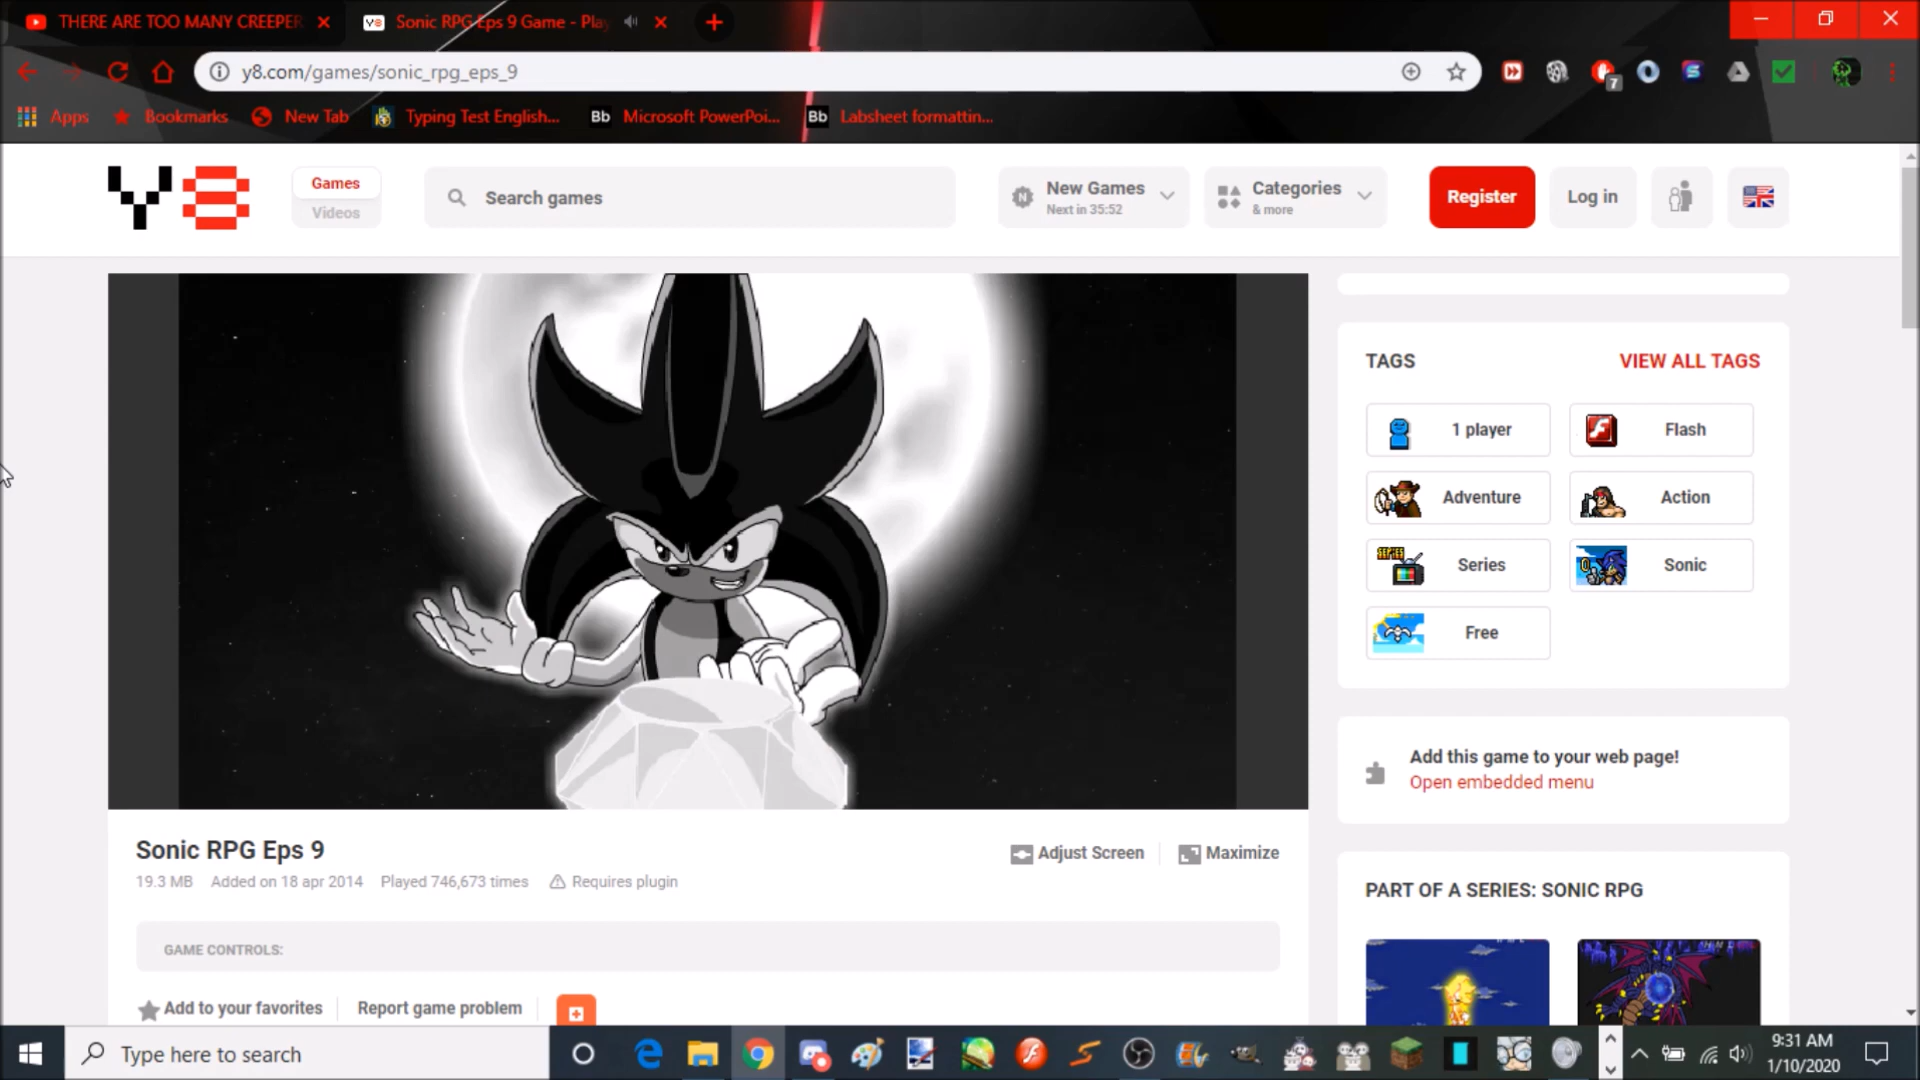 THERE ARE TOO MANY CREEPER
Sonic RPG Eps 9 Game - Play
y8.com/games/sonic_rpg_eps_9
7
Apps
Bookmarks
New Tab
Typing Test English...
Bb Microsoft PowerPoi...
Bb Labsheet formattin...
Y8
Games
Videos
Search games
New Games
Next in 35:52
Categories
& more
Register
Log in
TAGS
VIEW ALL TAGS
1 player
Flash
Adventure
Action
SERIES
Series
Sonic
Free
Add this game to your web page!
Open embedded menu
Sonic RPG Eps 9
Adjust Screen
Maximize
19.3 MB Added on 18 apr 2014 Played 746,673 times Requires plugin
PART OF A SERIES: SONIC RPG
GAME CONTROLS:
Add to your favorites
Report game problem
Type here to search
9:31 AM
1/10/2020